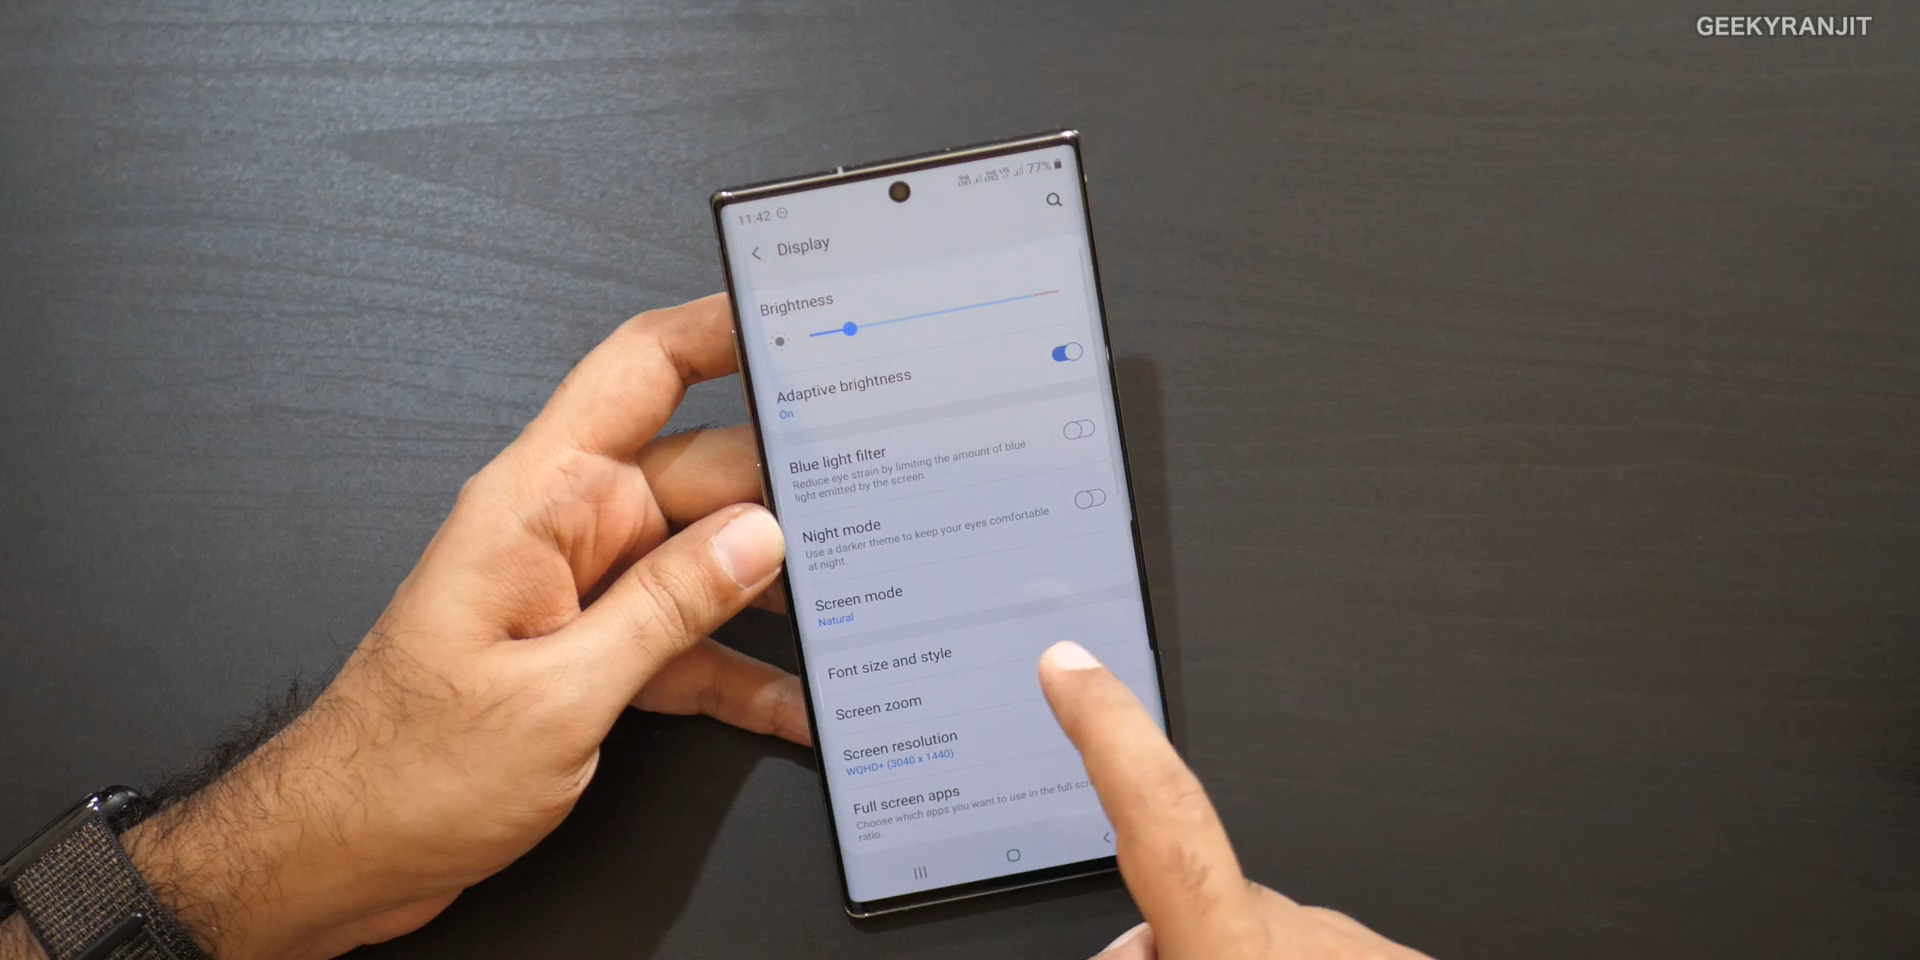 GEEKYRANJIT
11:42
77%
Display
Brightness
Adaptive brightness
On
Blue light filter
Reduce eye strain by limiting the amount of blue
light emitted by the screen.
Night mode
Use a darker theme to keep your eyes comfortable
at night.
Screen mode
Natural
Font size and style
Screen zoom
Screen resolution
WQHD+ (3040 x 1440)
Full screen apps
Choose which apps you want to use in the full
ratio.